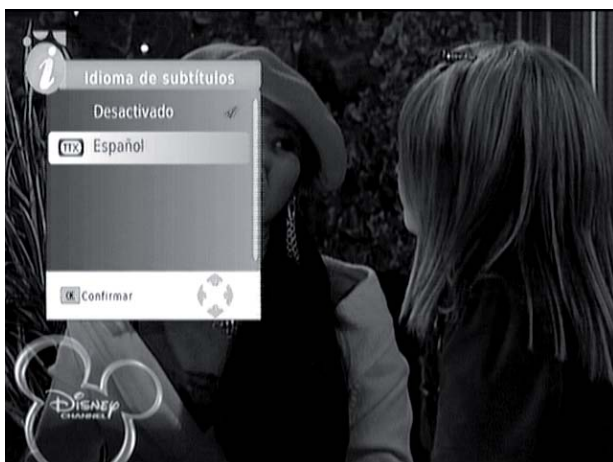 i
Idioma de subtítulos
Desactivado
TTX Español
OK Confirmar
DISNEY
CHANNEL